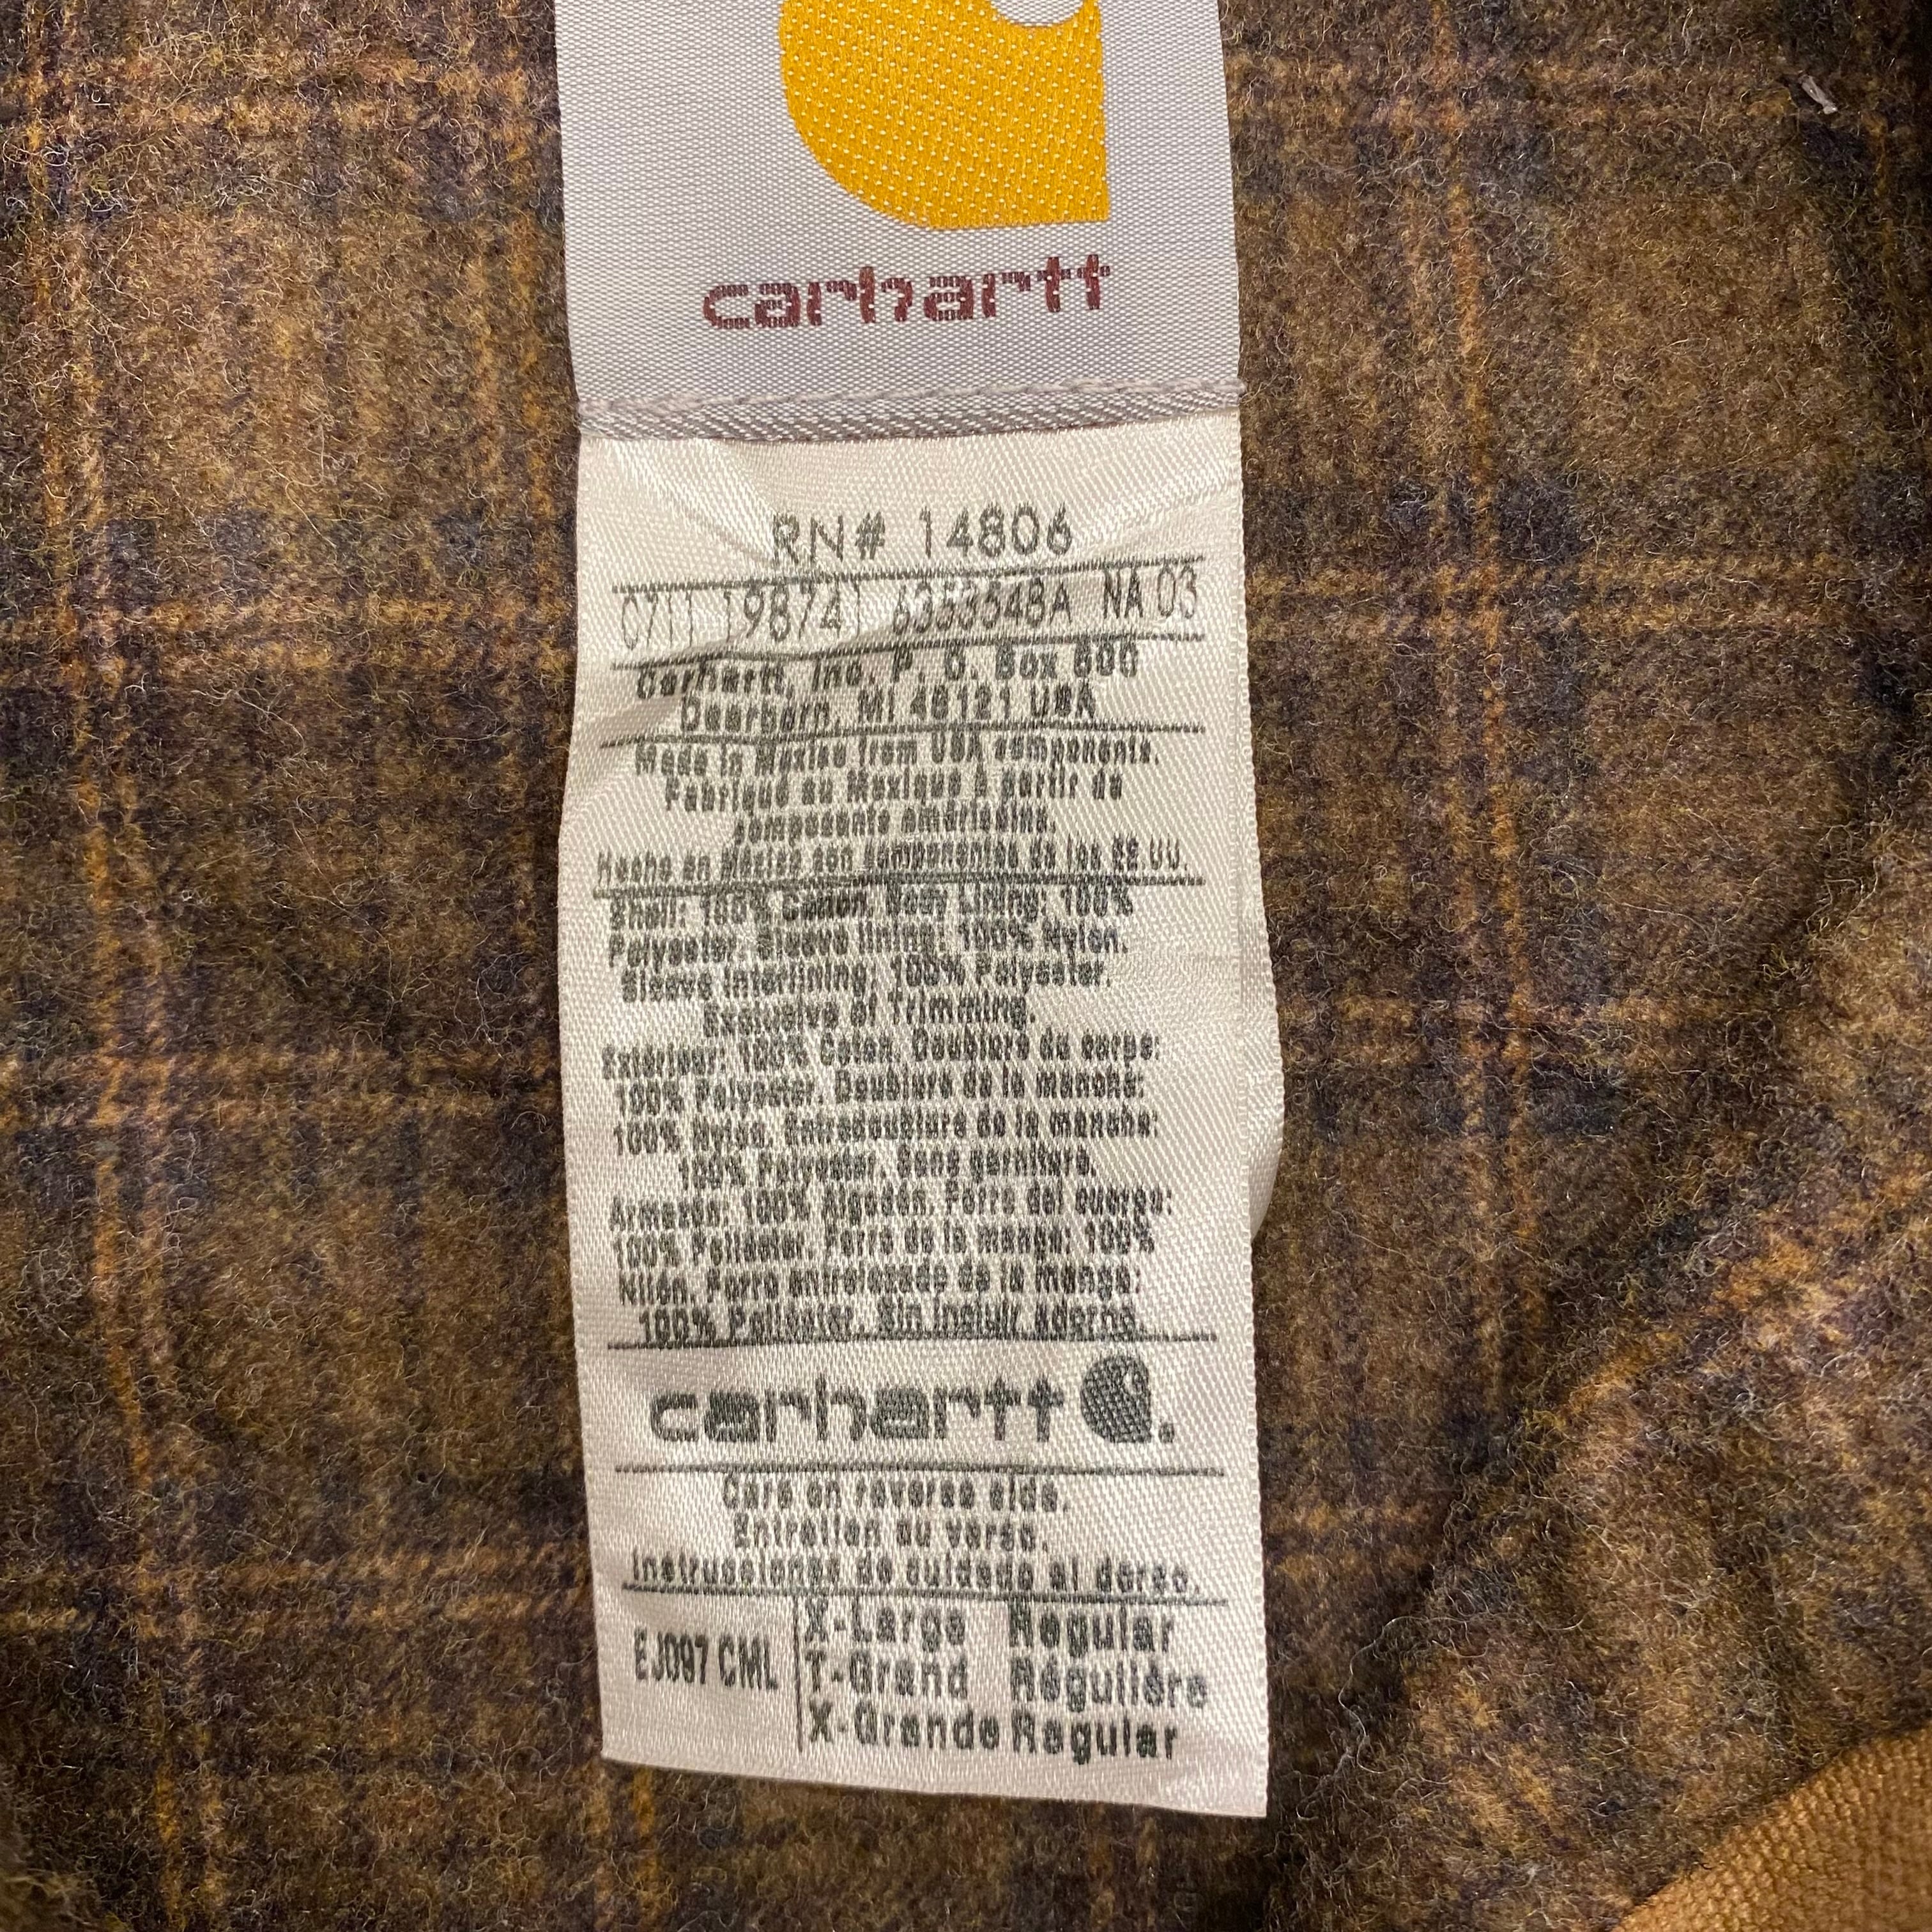 carhartt
RN# 14806
0711 198741 6353648A NA 03
Carhartt, Inc. P. O. Box 600
Dearborn, MI 48121 USA
Made in Mexico from USA components.
Fabriqué au Mexique à partir de
composants américains.
Hecho en México con componentes de los EE.UU.
Shell: 100% Cotton, Body Lining: 100%
Polyester. Sleeve lining: 100% Nylon.
Sleeve Interlining: 100% Polyester.
Exclusive of Trimming.
Extérieur: 100% Coton. Doublure du corps:
100% Polyester. Doublure de la manche:
100% Nylon. Entredoublure de la manche:
100% Polyester. Sans garniture.
Armazon: 100% Algodón. Forro del cuerpo:
100% Poliéster. Forro de la manga: 100%
Nilón. Forro entrelorado de la manga:
100% Poliéster. Sin incluir adorno.
carhartt
Care on reverse side.
Entretien au verso.
Instrucciones de cuidado al dorso.
EJ097 CML
X-Large Regular
T-Grand Régulière
X-Grande Regular